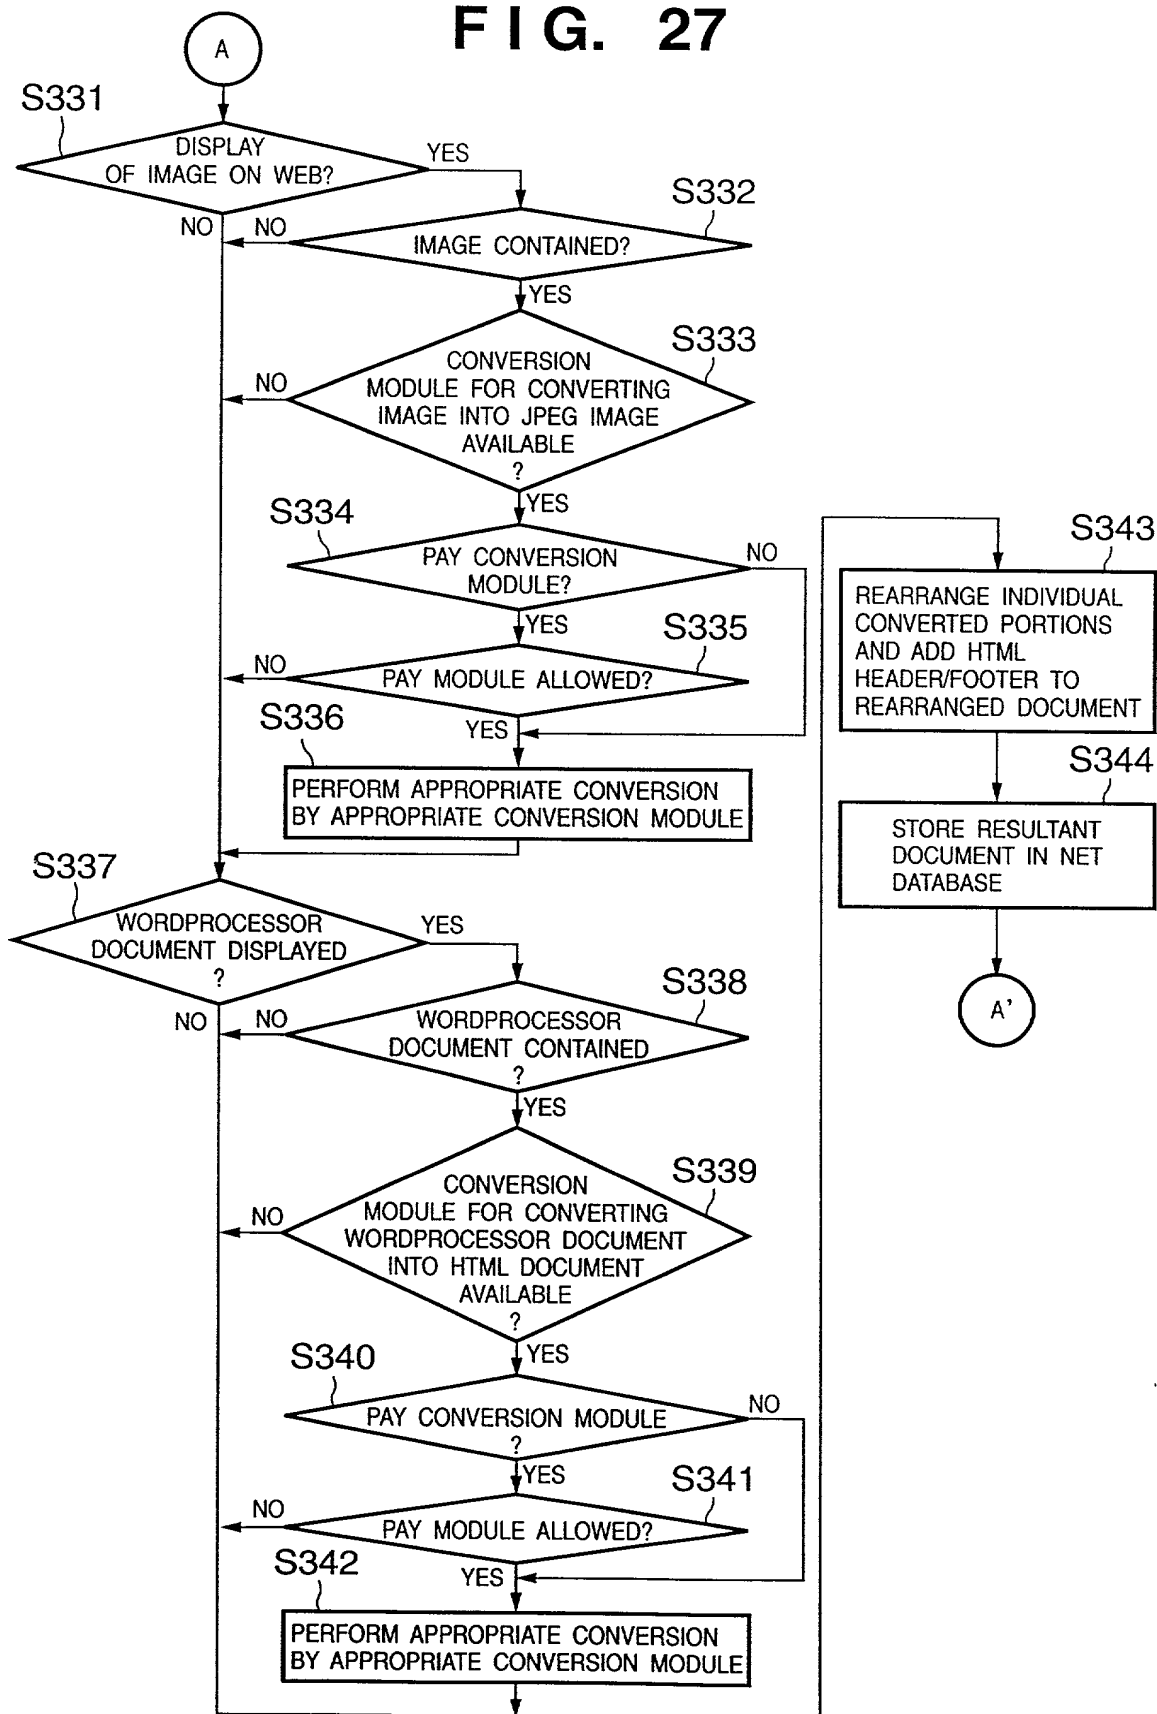 FIG. 27
A
S331
DISPLAY
OF IMAGE ON WEB?
YES
NO
S332
IMAGE CONTAINED?
NO
YES
S333
CONVERSION
MODULE FOR CONVERTING
IMAGE INTO JPEG IMAGE
AVAILABLE
?
NO
YES
S334
PAY CONVERSION
MODULE?
NO
YES
S335
PAY MODULE ALLOWED?
NO
YES
S336
PERFORM APPROPRIATE CONVERSION
BY APPROPRIATE CONVERSION MODULE
S337
WORDPROCESSOR
DOCUMENT DISPLAYED
?
YES
NO
S338
WORDPROCESSOR
DOCUMENT CONTAINED
?
NO
YES
S339
CONVERSION
MODULE FOR CONVERTING
WORDPROCESSOR DOCUMENT
INTO HTML DOCUMENT
AVAILABLE
?
NO
YES
S340
PAY CONVERSION MODULE
?
NO
YES
S341
PAY MODULE ALLOWED?
NO
YES
S342
PERFORM APPROPRIATE CONVERSION
BY APPROPRIATE CONVERSION MODULE
S343
REARRANGE INDIVIDUAL
CONVERTED PORTIONS
AND ADD HTML
HEADER/FOOTER TO
REARRANGED DOCUMENT
S344
STORE RESULTANT
DOCUMENT IN NET
DATABASE
A'